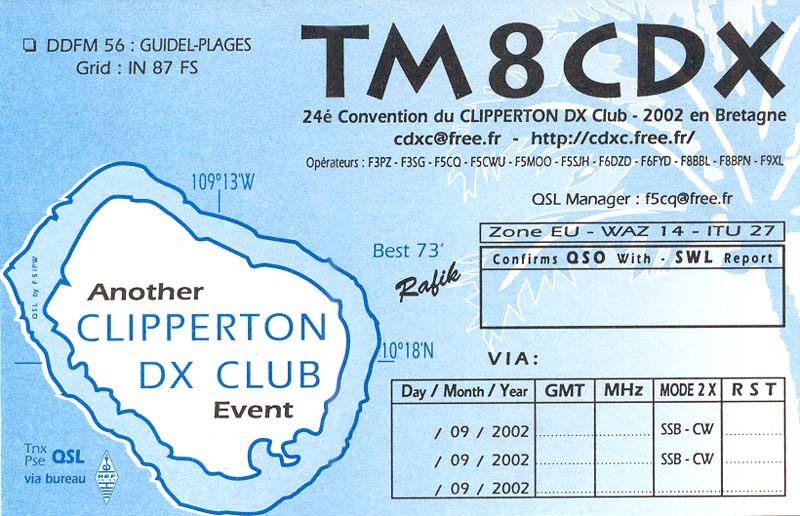 ❏ DDFM 56 : GUIDEL-PLAGES
Grid : IN 87 FS
TM8CDX
24é Convention du CLIPPERTON DX Club - 2002 en Bretagne
cdxc@free.fr - http://cdxc.free.fr/
Opérateurs : F3PZ - F3SG - F5CQ - F5CWU - F5MOO - F5SJH - F6DZD - F6FYD - F8BBL - F8BPN - F9XL
QSL Manager : f5cq@free.fr
Zone EU - WAZ 14 - ITU 27
Confirms QSO With - SWL Report
109°13'W
Best 73'
Rafik
QSL by F5IPW
Another
CLIPPERTON
DX CLUB
Event
10°18'N
VIA:
Day / Month / Year GMT MHz MODE 2 X R S T
/ 09 / 2002 SSB - CW
/ 09 / 2002 SSB - CW
/ 09 / 2002
Tnx
Pse QSL
via bureau
REF